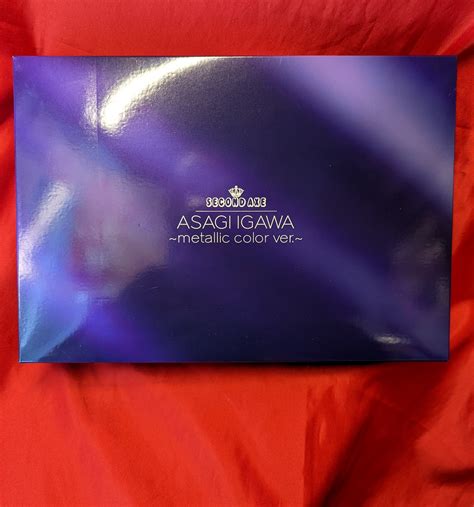 SECOND AXE
ASAGI IGAWA
~metallic color ver.~